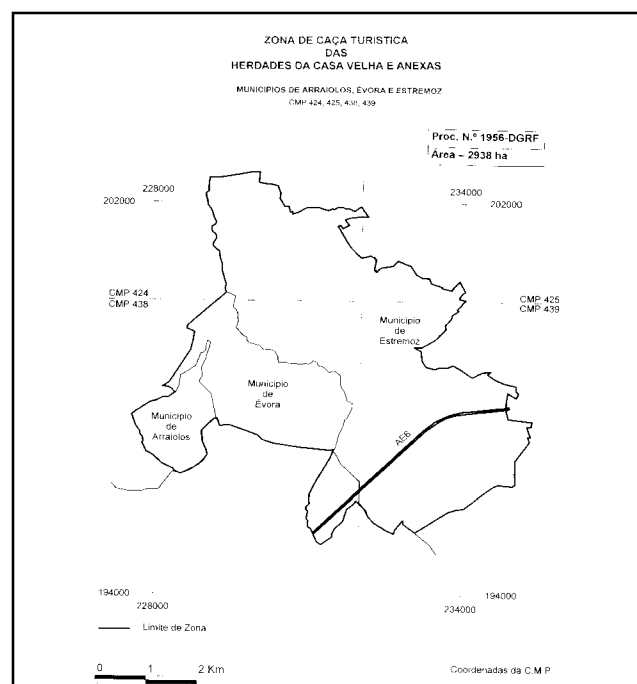 ZONA DE CAÇA TURISTICA
DAS
HERDADES DA CASA VELHA E ANEXAS
MUNICIPIOS DE ARRAIOLOS, ÉVORA E ESTREMOZ
CMP 424, 425, 438, 439
Proc. N.º 1956-DGRF
Área – 2938 ha
228000
234000
202000
202000
CMP 424
CMP 438
CMP 425
CMP 439
Municipio
de
Estremoz
Municipio
de
Évora
Municipio
de
Arraiolos
AE6
194000
194000
228000
234000
Limite de Zona
0 1 2 Km
Coordenadas da C.M.P